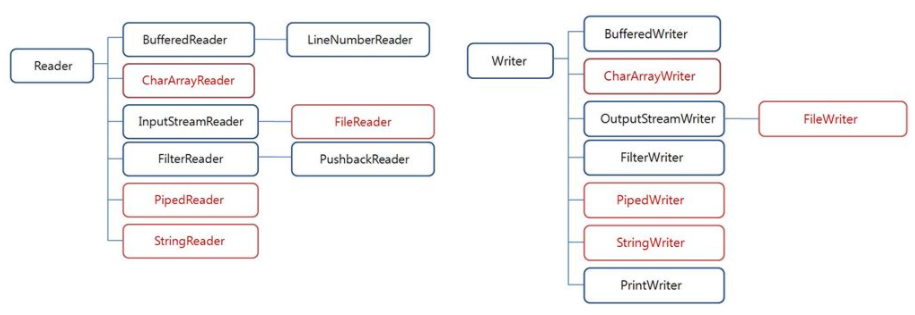 Reader
BufferedReader
LineNumberReader
CharArrayReader
InputStreamReader
FileReader
FilterReader
PushbackReader
PipedReader
StringReader
Writer
BufferedWriter
CharArrayWriter
OutputStreamWriter
FileWriter
FilterWriter
PipedWriter
StringWriter
PrintWriter